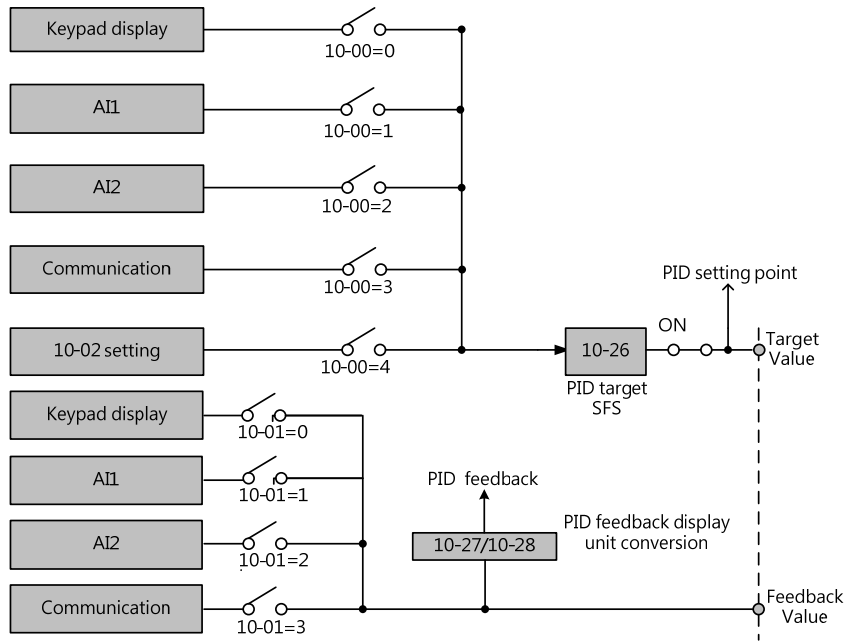 Keypad display
10-00=0
AI1
10-00=1
AI2
10-00=2
Communication
10-00=3
PID setting point
10-02 setting
10-00=4
10-26
ON
Target
Value
PID target
SFS
Keypad display
10-01=0
AI1
10-01=1
PID feedback
AI2
10-01=2
10-27/10-28
PID feedback display
unit conversion
Communication
10-01=3
Feedback
Value